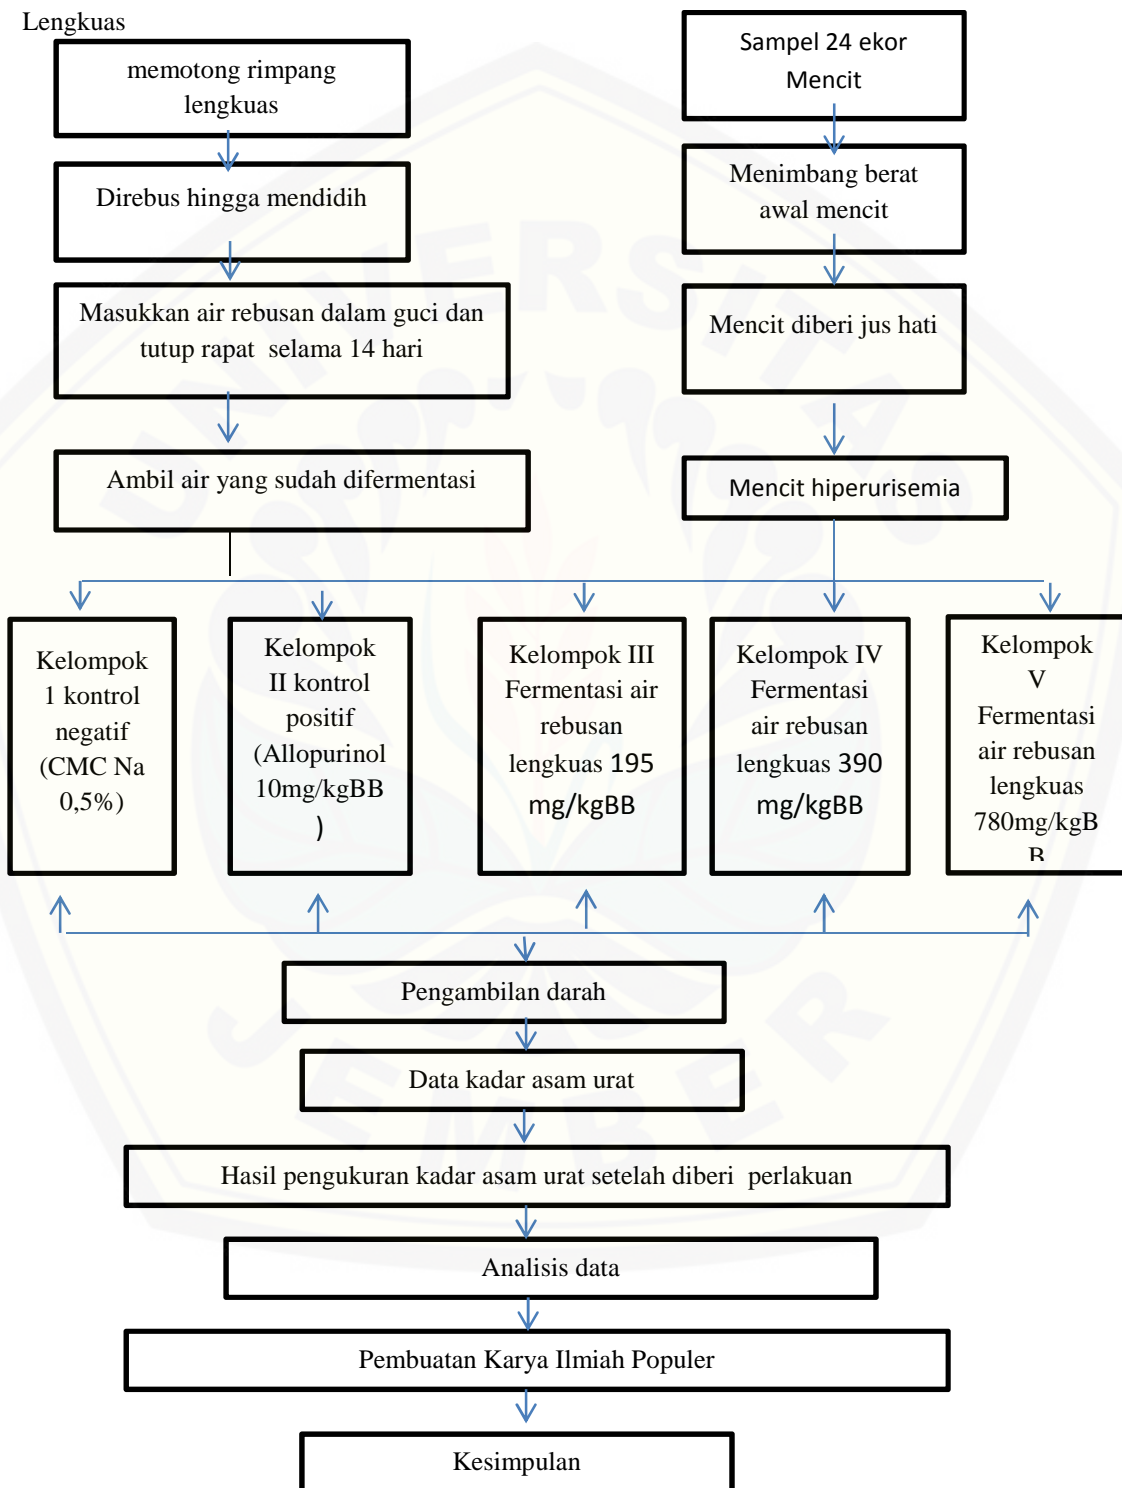 Lengkuas
memotong rimpang
lengkuas
Direbus hingga mendidih
Masukkan air rebusan dalam guci dan
tutup rapat selama 14 hari
Ambil air yang sudah difermentasi
Sampel 24 ekor
Mencit
Menimbang berat
awal mencit
Mencit diberi jus hati
Mencit hiperurisemia
Kelompok
1 kontrol
negatif
(CMC Na
0,5%)
Kelompok
II kontrol
positif
(Allopurinol
10mg/kgBB
)
Kelompok III
Fermentasi air
rebusan
lengkuas 195
mg/kgBB
Kelompok IV
Fermentasi
air rebusan
lengkuas 390
mg/kgBB
Kelompok
V
Fermentasi
air rebusan
lengkuas
780mg/kgB
B
Pengambilan darah
Data kadar asam urat
Hasil pengukuran kadar asam urat setelah diberi perlakuan
Analisis data
Pembuatan Karya Ilmiah Populer
Kesimpulan
UNIVERSITAS
JEMBER